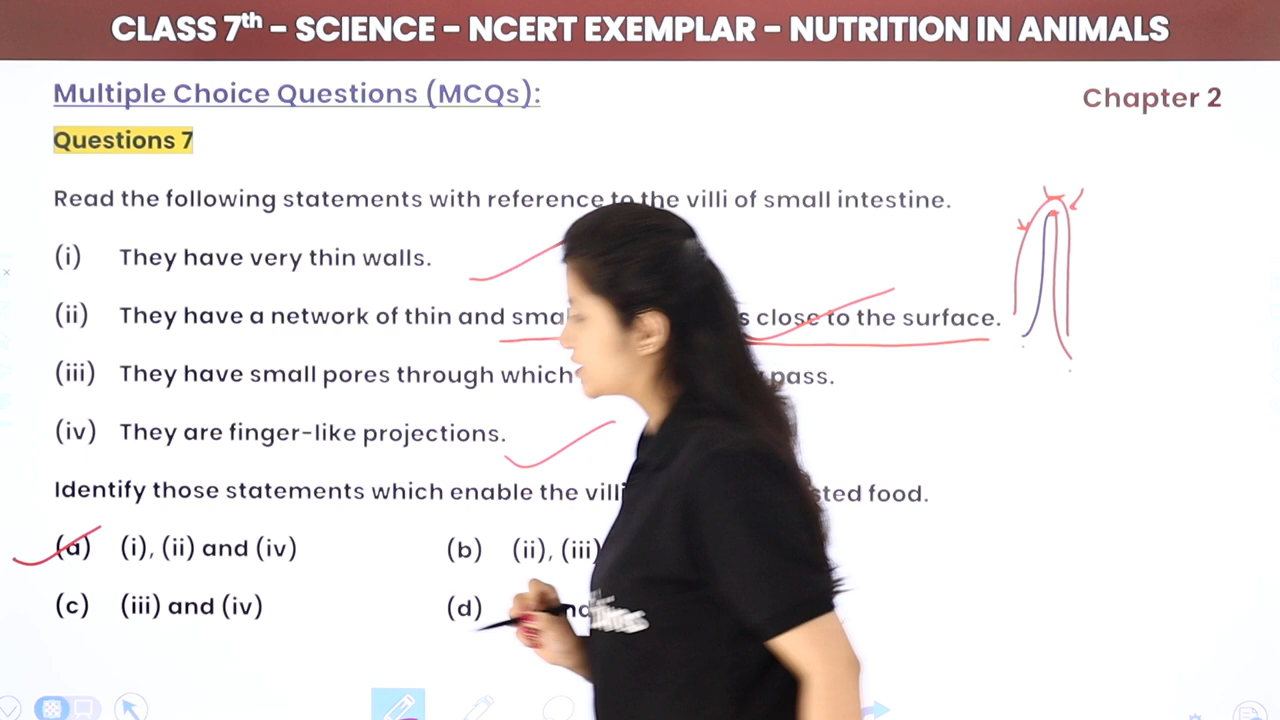 CLASS 7th – SCIENCE – NCERT EXEMPLAR – NUTRITION IN ANIMALS
Multiple Choice Questions (MCQs):
Chapter 2
Questions 7
Read the following statements with reference to the villi of small intestine.
(i) They have very thin walls.
(ii) They have a network of thin and close to the surface.
(iii) They have small pores through which pass.
(iv) They are finger-like projections.
Identify those statements which enable the villi food.
(a) (i), (ii) and (iv)
(b) (ii), (iii)
(c) (iii) and (iv)
(d)